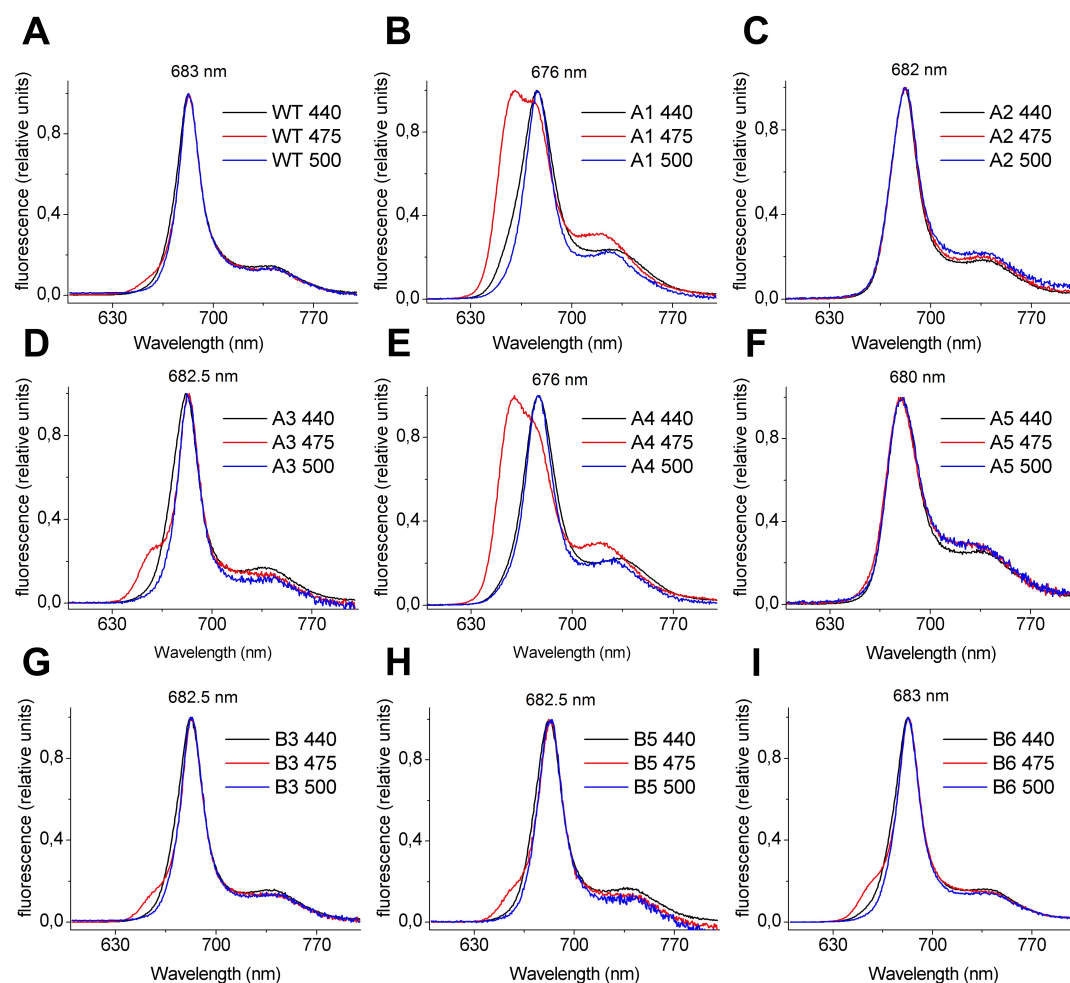 A
683 nm
fluorescence (relative units)
0,8
0,4
0,0
WT 440
WT 475
WT 500
630
700
770
Wavelength (nm)
B
676 nm
fluorescence (relative units)
0,8
0,4
0,0
A1 440
A1 475
A1 500
630
700
770
Wavelength (nm)
C
682 nm
fluorescence (relative units)
0,8
0,4
0,0
A2 440
A2 475
A2 500
630
700
770
Wavelength (nm)
D
682.5 nm
fluorescence (relative units)
0,8
0,4
0,0
A3 440
A3 475
A3 500
630
700
770
Wavelength (nm)
E
676 nm
fluorescence (relative units)
0,8
0,4
0,0
A4 440
A4 475
A4 500
630
700
770
Wavelength (nm)
F
680 nm
fluorescence (relative units)
0,8
0,4
0,0
A5 440
A5 475
A5 500
630
700
770
Wavelength (nm)
G
682.5 nm
fluorescence (relative units)
0,8
0,4
0,0
B3 440
B3 475
B3 500
630
700
770
Wavelength (nm)
H
682.5 nm
fluorescence (relative units)
0,8
0,4
0,0
B5 440
B5 475
B5 500
630
700
770
Wavelength (nm)
I
683 nm
fluorescence (relative units)
0,8
0,4
0,0
B6 440
B6 475
B6 500
630
700
770
Wavelength (nm)